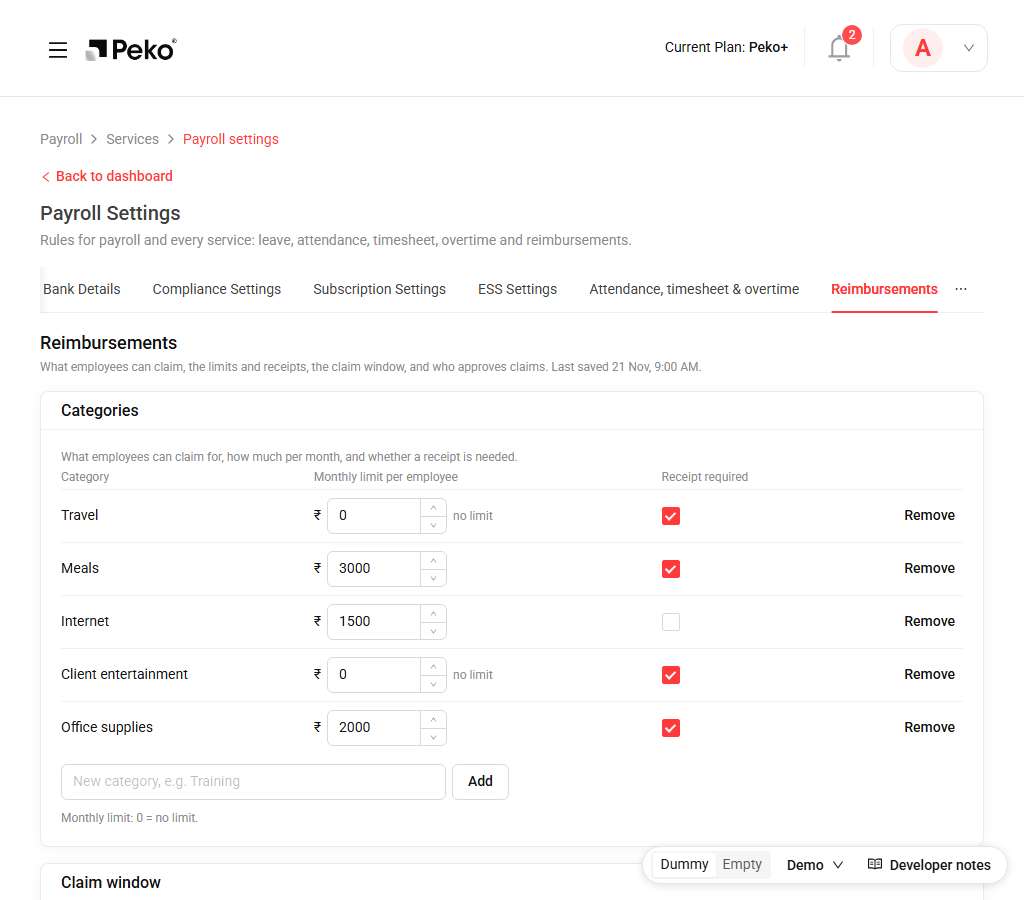 Peko®
Current Plan: Peko+
2
A
Payroll > Services > Payroll settings
< Back to dashboard
Payroll Settings
Rules for payroll and every service: leave, attendance, timesheet, overtime and reimbursements.
Bank Details Compliance Settings Subscription Settings ESS Settings Attendance, timesheet & overtime Reimbursements ...
Reimbursements
What employees can claim, the limits and receipts, the claim window, and who approves claims. Last saved 21 Nov, 9:00 AM.
Categories
What employees can claim for, how much per month, and whether a receipt is needed.
Category Monthly limit per employee Receipt required
Travel ₹ 0 no limit Remove
Meals ₹ 3000 Remove
Internet ₹ 1500 Remove
Client entertainment ₹ 0 no limit Remove
Office supplies ₹ 2000 Remove
New category, e.g. Training Add
Monthly limit: 0 = no limit.
Dummy Empty Demo Developer notes
Claim window